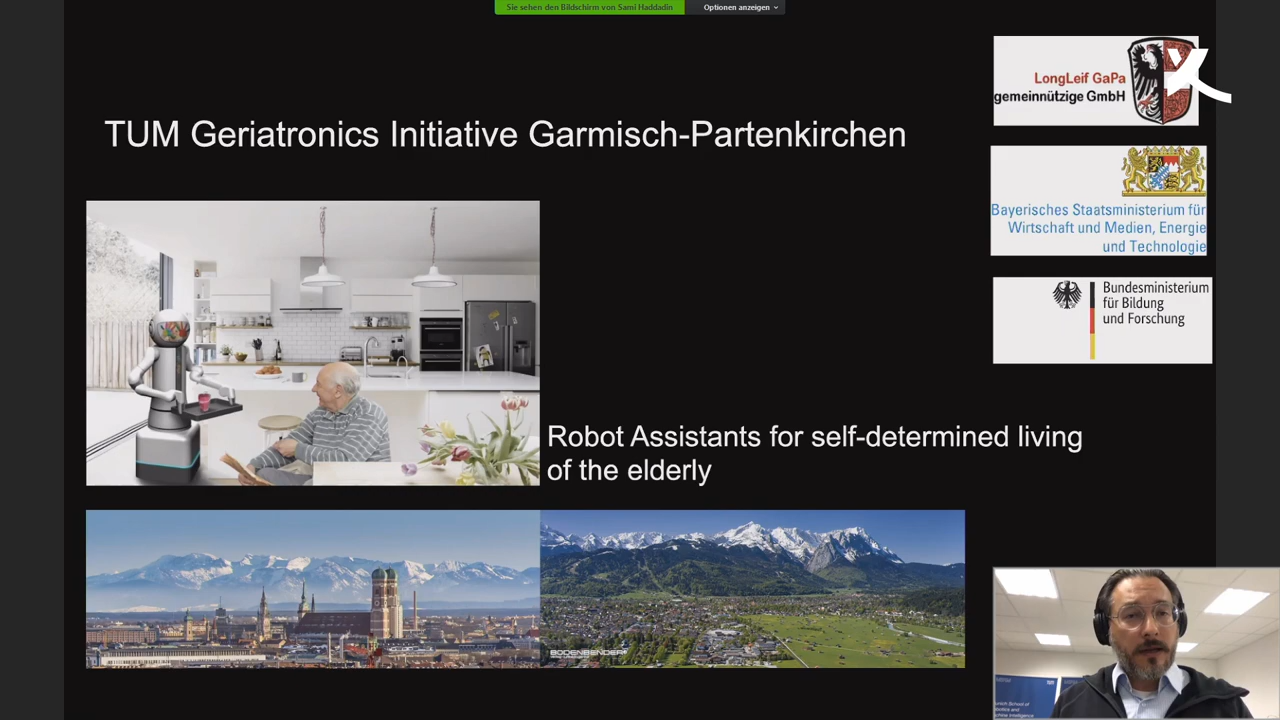 Sie sehen den Bildschirm von Sami Haddadin
Optionen anzeigen
TUM Geriatronics Initiative Garmisch-Partenkirchen
LongLeif GaPa
gemeinnützige GmbH
Bayerisches Staatsministerium für
Wirtschaft und Medien, Energie
und Technologie
Bundesministerium
für Bildung
und Forschung
Robot Assistants for self-determined living
of the elderly
BODENBENDER